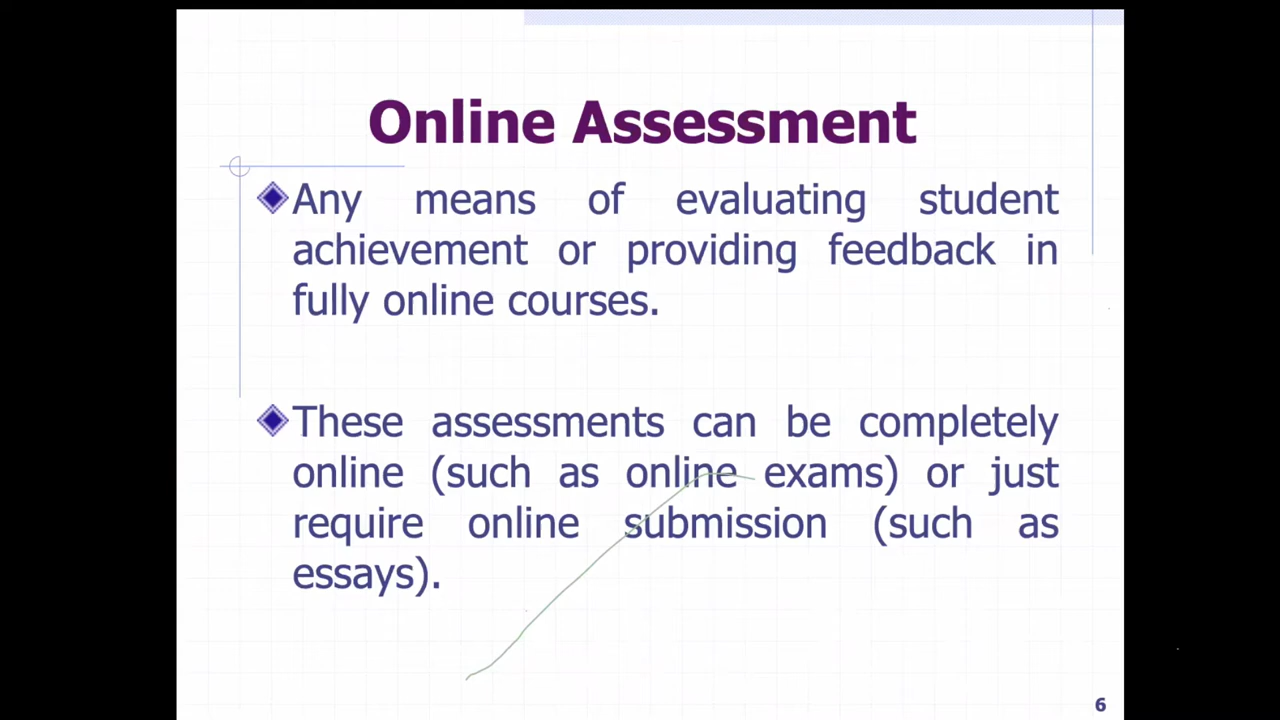 Online Assessment
Any means of evaluating student
achievement or providing feedback in
fully online courses.
These assessments can be completely
online (such as online exams) or just
require online submission (such as
essays).
6